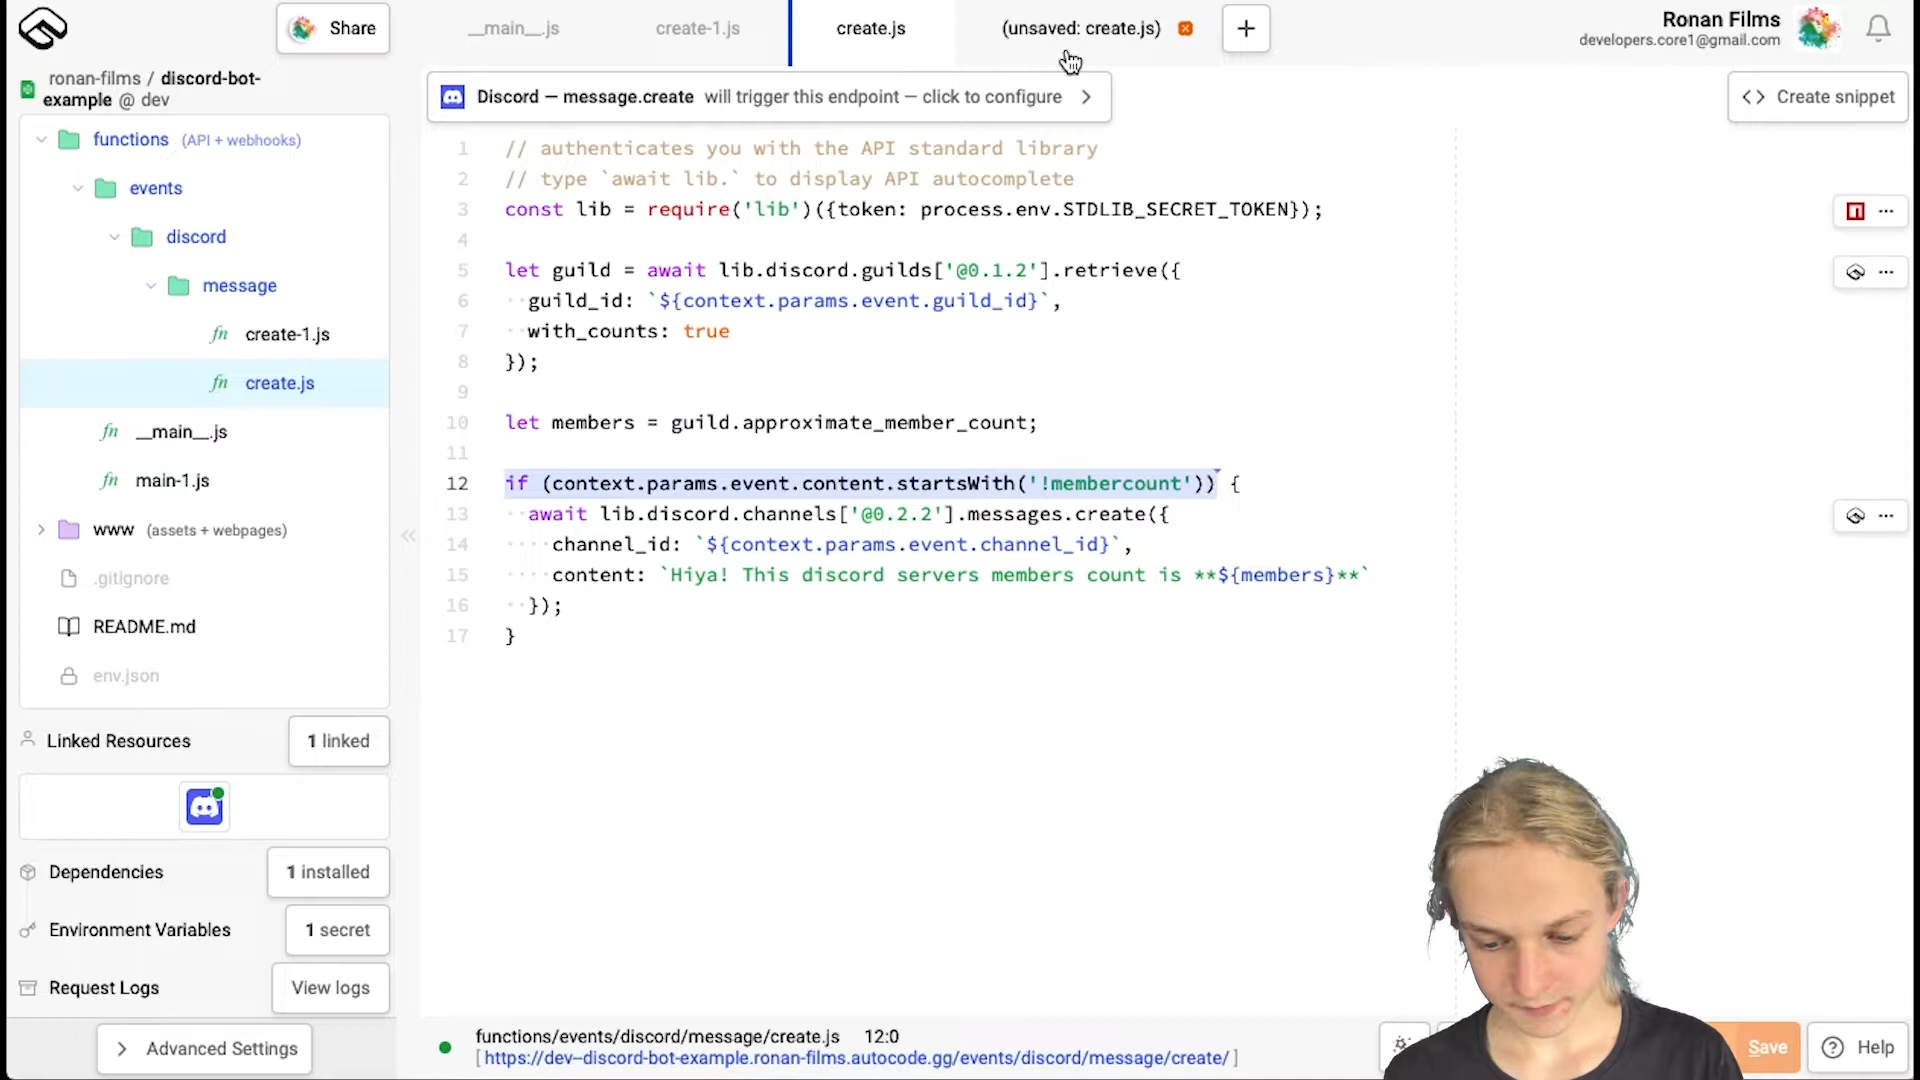 Share
__main__.js
create-1.js
create.js
(unsaved: create.js)
+
Ronan Films
developers.core1@gmail.com
ronan-films / discord-bot-
example @ dev
Discord — message.create will trigger this endpoint — click to configure
<> Create snippet
functions (API + webhooks)
events
discord
message
fn create-1.js
fn create.js
fn __main__.js
fn main-1.js
www (assets + webpages)
.gitignore
README.md
env.json
1 // authenticates you with the API standard library
2 // type `await lib.` to display API autocomplete
3 const lib = require('lib')({token: process.env.STDLIB_SECRET_TOKEN});
4
5 let guild = await lib.discord.guilds['@0.1.2'].retrieve({
6 guild_id: `${context.params.event.guild_id}`,
7 with_counts: true
8 });
9
10 let members = guild.approximate_member_count;
11
12 if (context.params.event.content.startsWith('!membercount')) {
13 await lib.discord.channels['@0.2.2'].messages.create({
14 channel_id: `${context.params.event.channel_id}`,
15 content: `Hiya! This discord servers members count is **${members}**`
16 });
17 }
Linked Resources
1 linked
Dependencies
1 installed
Environment Variables
1 secret
Request Logs
View logs
Advanced Settings
functions/events/discord/message/create.js 12:0
[https://dev--discord-bot-example.ronan-films.autocode.gg/events/discord/message/create/]
Save
Help